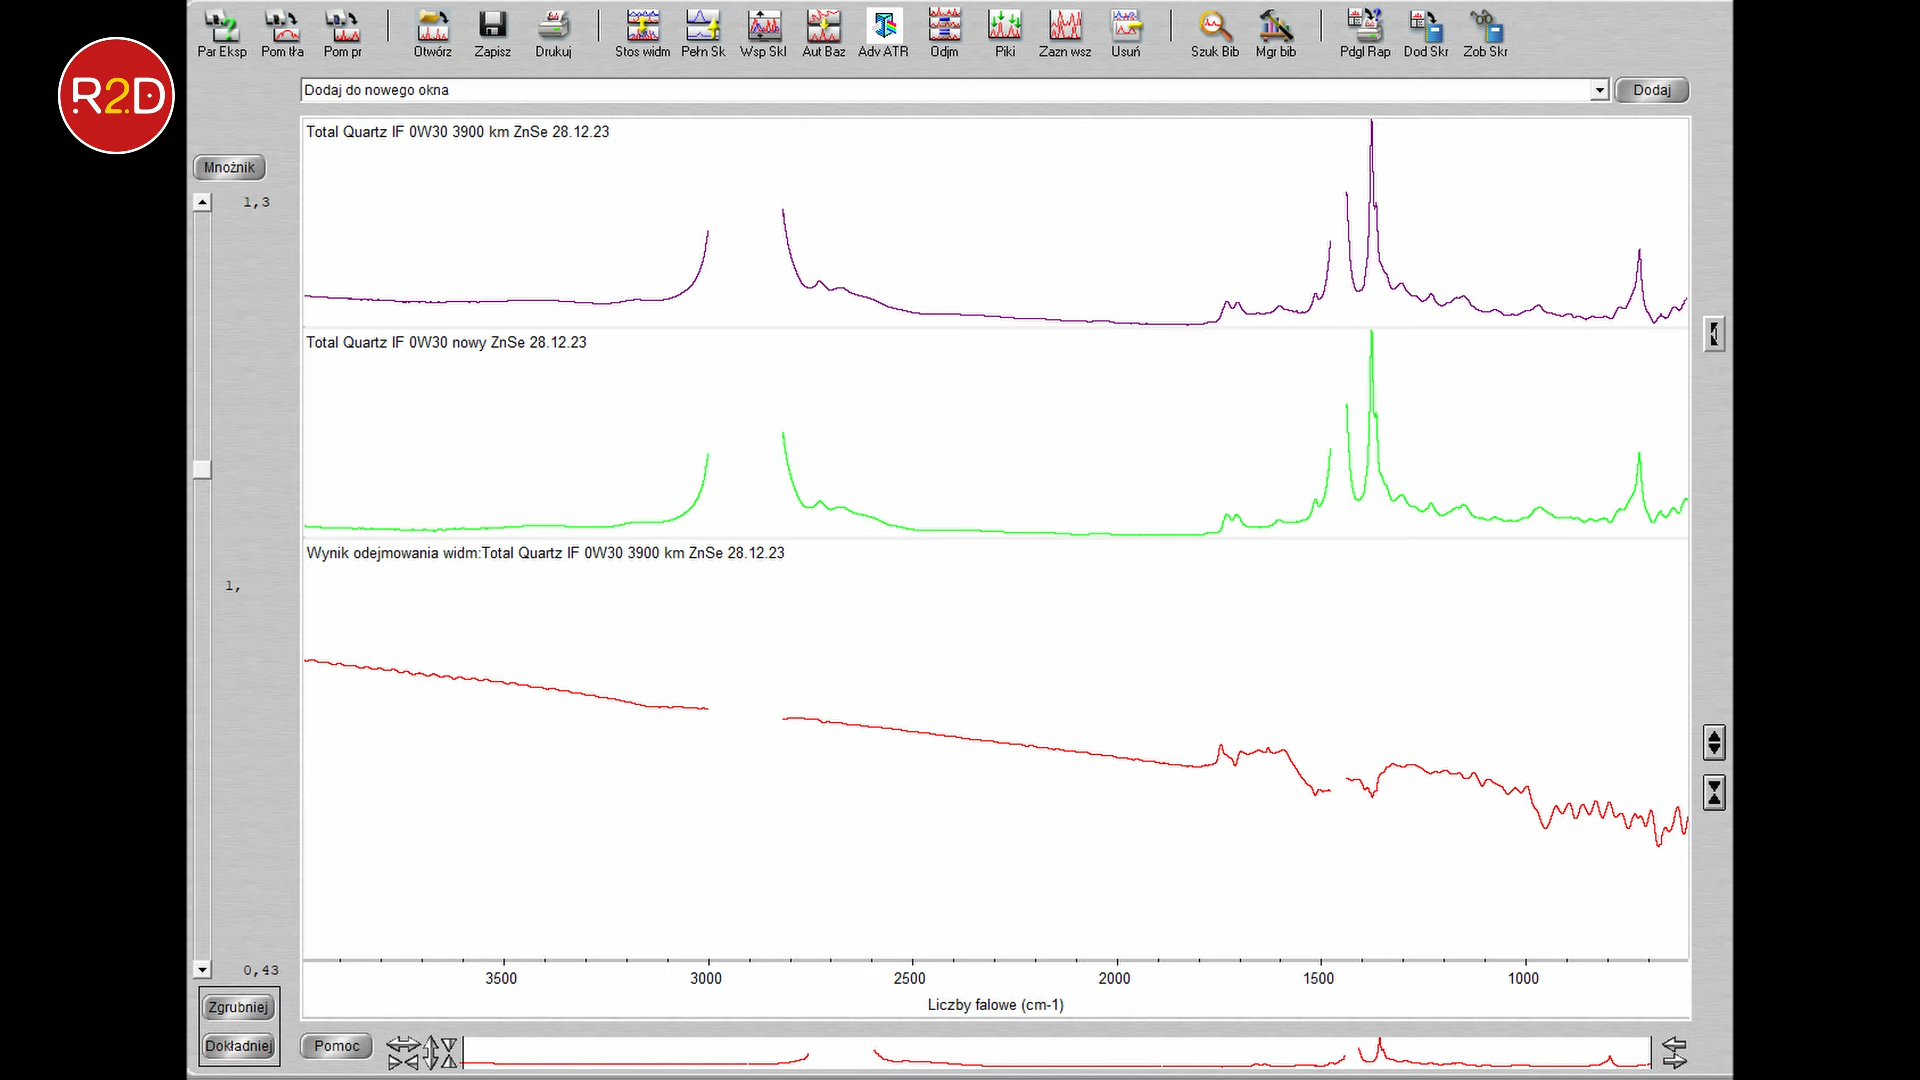 Par Eksp Pom tła Pom pr Otwórz Zapisz Drukuj Stos widm Pełn Sk Wsp Skl Aut Baz Adv ATR Odjm Piki Zazn wsz Usuń Szuk Bib Mgr bib Pdgl Rap Dod Skr Zob Skr
R2D
Dodaj do nowego okna Dodaj
Total Quartz IF 0W30 3900 km ZnSe 28.12.23
Mnożnik
1,3
Total Quartz IF 0W30 nowy ZnSe 28.12.23
Wynik odejmowania widm:Total Quartz IF 0W30 3900 km ZnSe 28.12.23
1,
0,43
3500 3000 2500 2000 1500 1000
Liczby falowe (cm-1)
Zgrubniej
Dokładniej
Pomoc